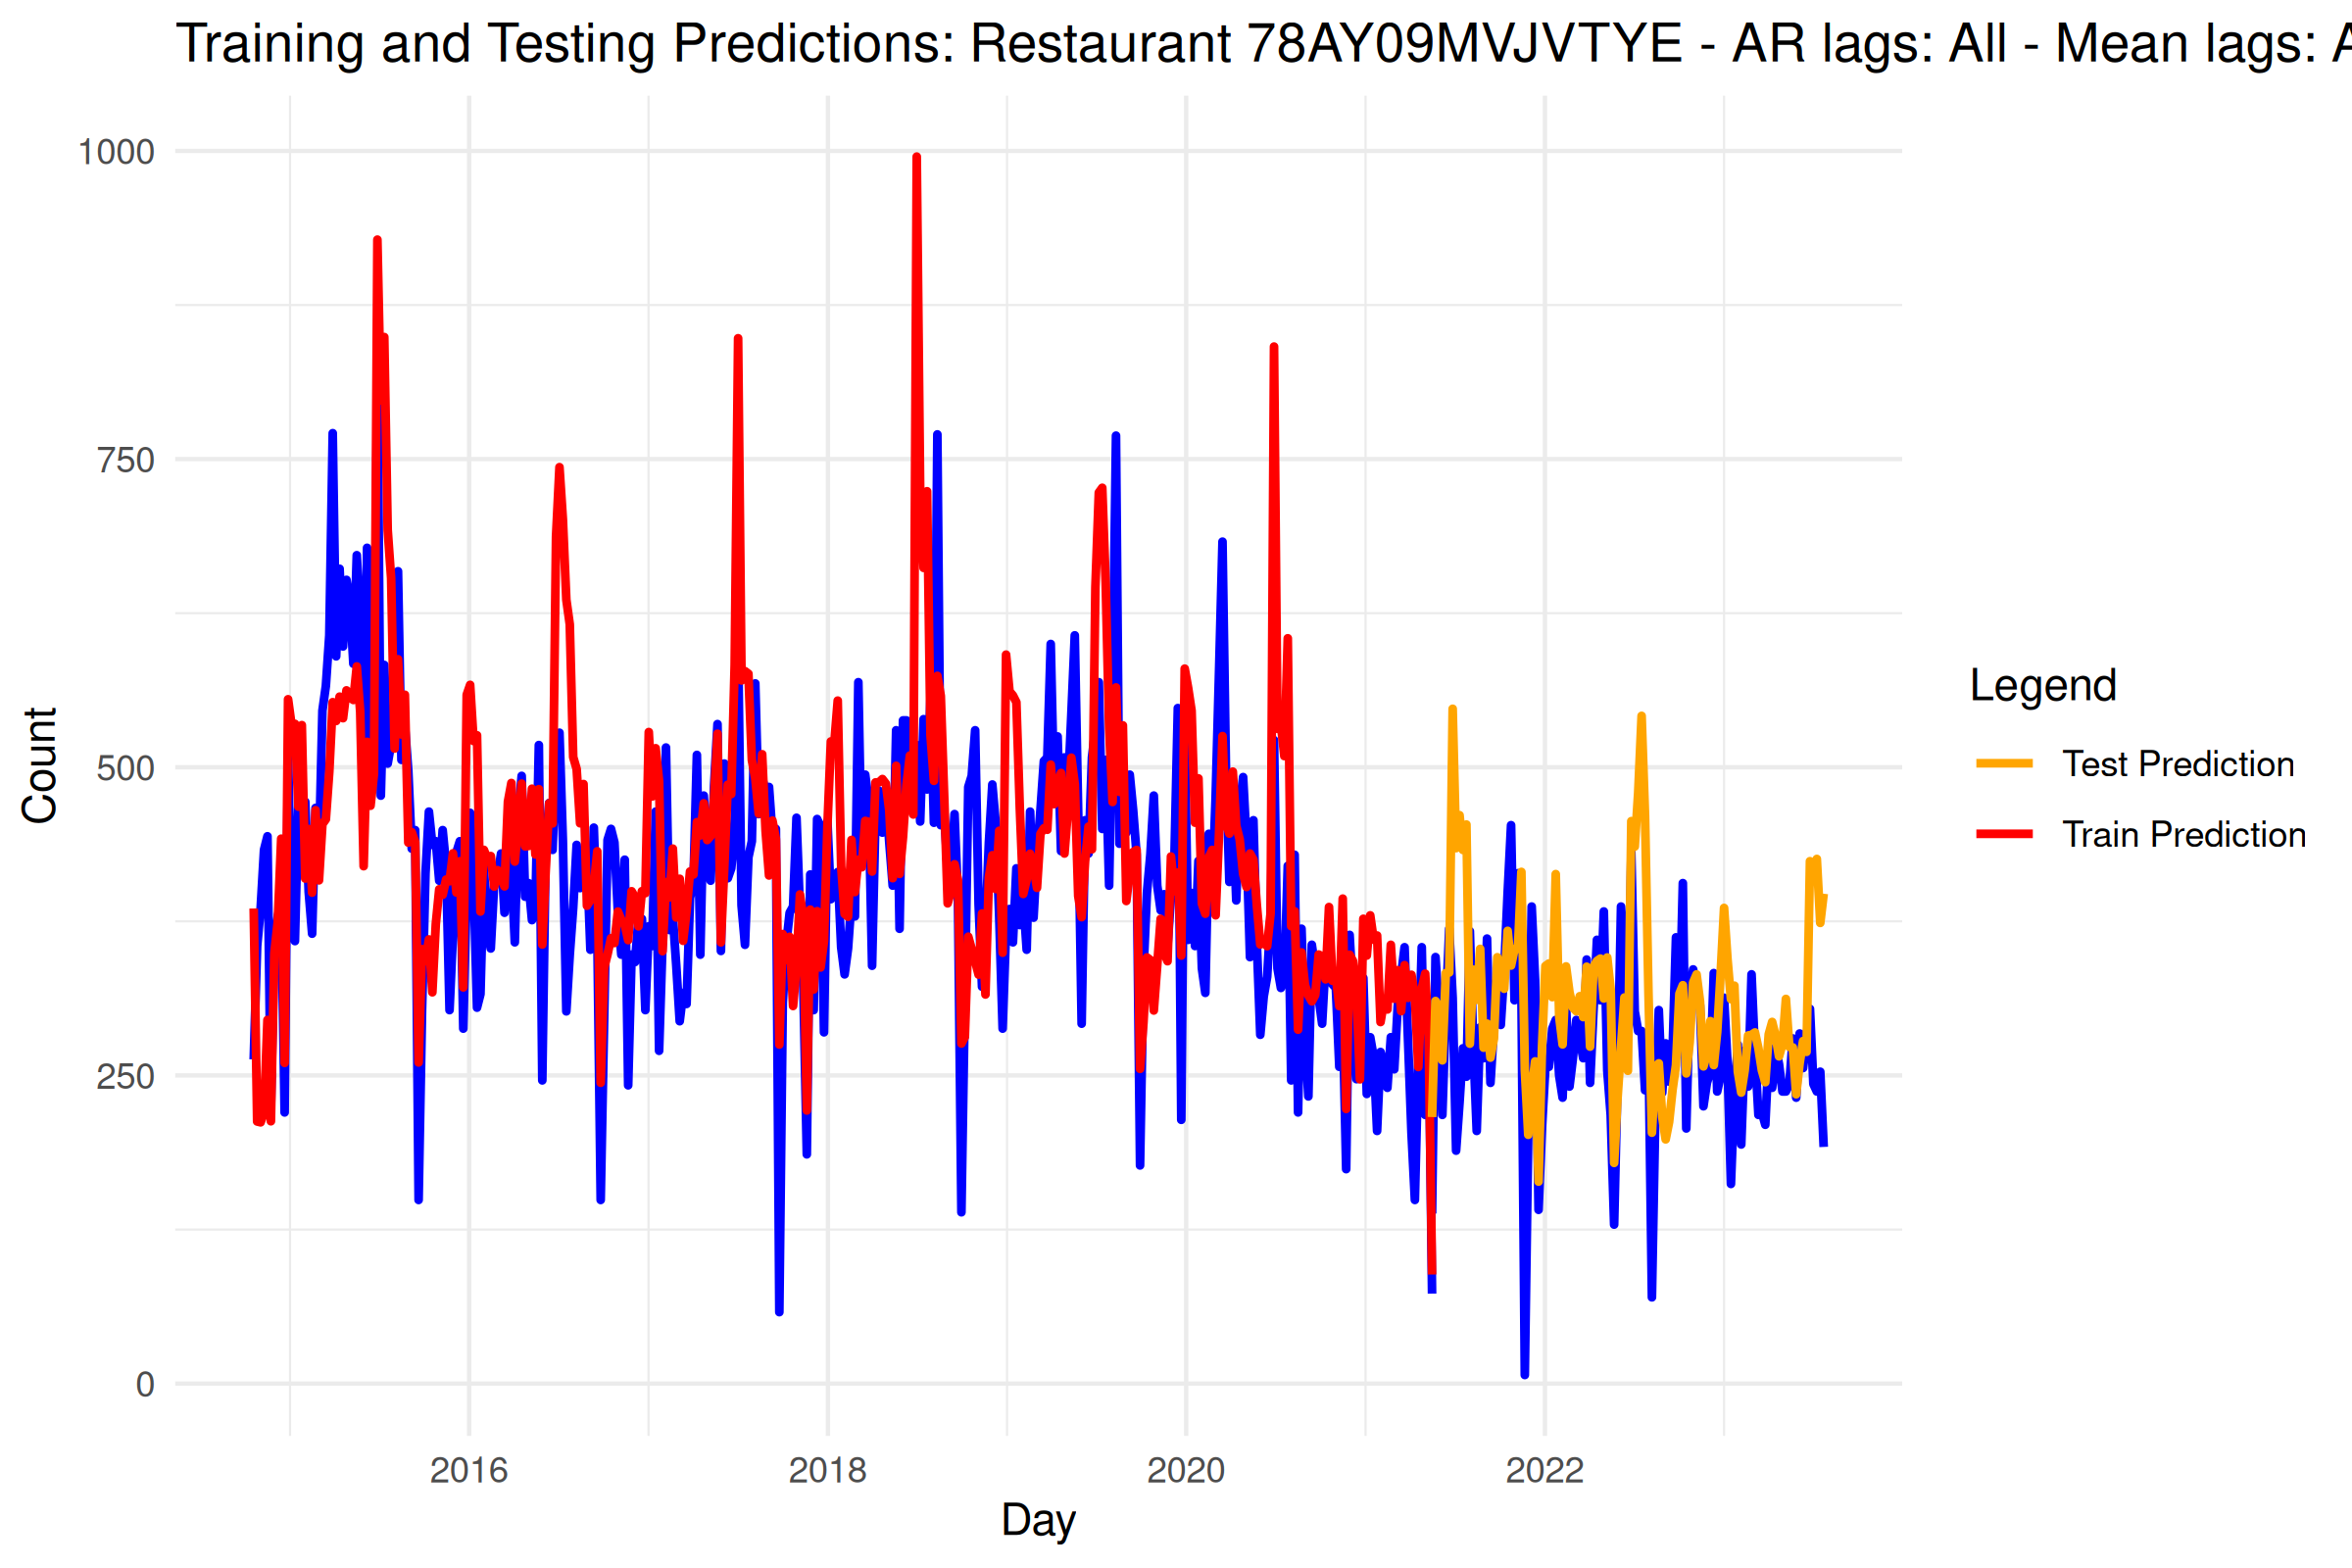 Training and Testing Predictions: Restaurant 78AY09MVJVTYE - AR lags: All - Mean lags:
Count
1000
750
500
250
0
2016 2018 2020 2022
Day
Legend
Test Prediction
Train Prediction